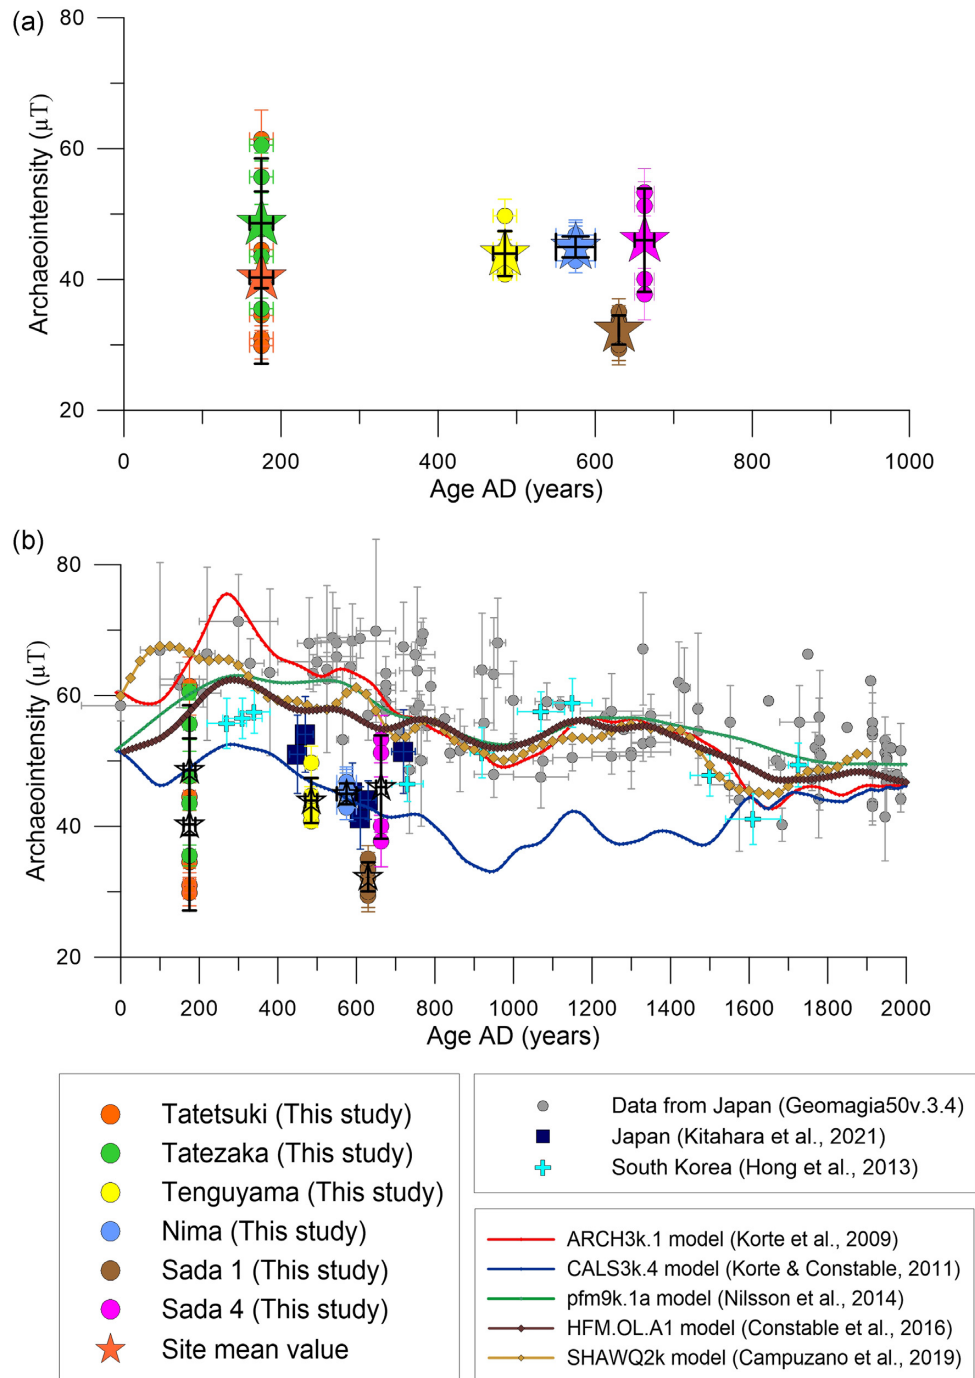 (a)
80
60
40
20
Archaeointensity (μT)
0 200 400 600 800 1000
Age AD (years)
(b)
80
60
40
20
Archaeointensity (μT)
0 200 400 600 800 1000 1200 1400 1600 1800 2000
Age AD (years)
Tatetsuki (This study)
Tatezaka (This study)
Tenguyama (This study)
Nima (This study)
Sada 1 (This study)
Sada 4 (This study)
Site mean value
Data from Japan (Geomagia50v.3.4)
Japan (Kitahara et al., 2021)
South Korea (Hong et al., 2013)
ARCH3k.1 model (Korte et al., 2009)
CALS3k.4 model (Korte & Constable, 2011)
pfm9k.1a model (Nilsson et al., 2014)
HFM.OL.A1 model (Constable et al., 2016)
SHAWQ2k model (Campuzano et al., 2019)